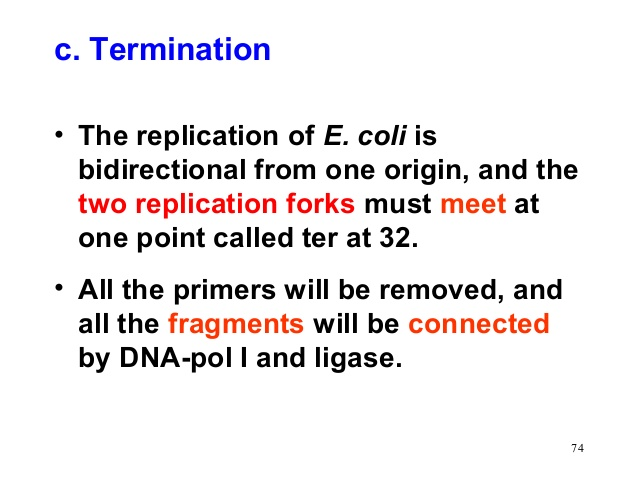 c. Termination
• The replication of E. coli is
bidirectional from one origin, and the
two replication forks must meet at
one point called ter at 32.
• All the primers will be removed, and
all the fragments will be connected
by DNA-pol I and ligase.
74